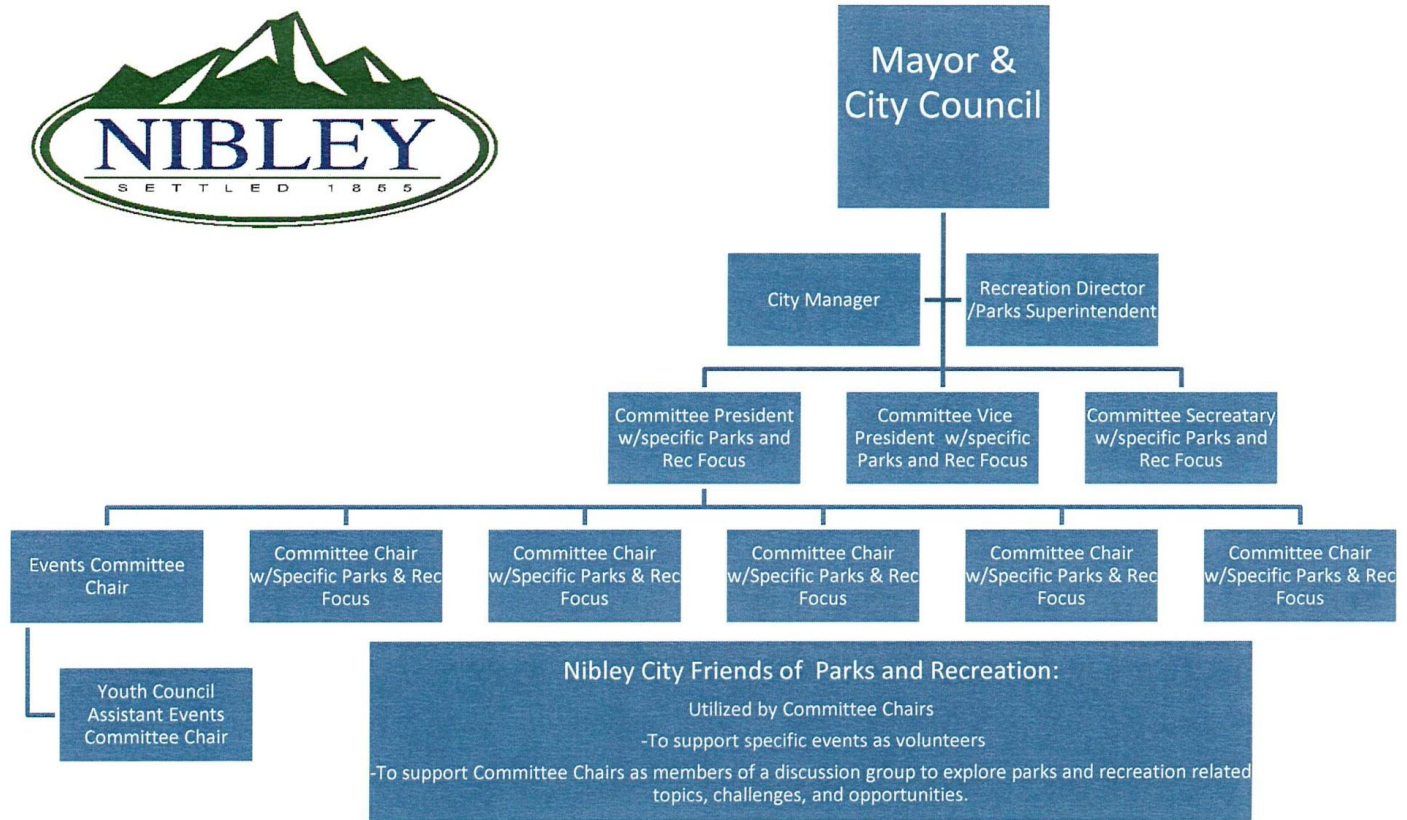 NIBLEY
SETTLED 1855
Mayor &
City Council
City Manager
Recreation Director
/Parks Superintendent
Committee President
w/specific Parks and
Rec Focus
Committee Vice
President w/specific
Parks and Rec Focus
Committee Secreatary
w/specific Parks and
Rec Focus
Events Committee
Chair
Committee Chair
w/Specific Parks & Rec
Focus
Committee Chair
w/Specific Parks & Rec
Focus
Committee Chair
w/Specific Parks & Rec
Focus
Committee Chair
w/Specific Parks & Rec
Focus
Committee Chair
w/Specific Parks & Rec
Focus
Youth Council
Assistant Events
Committee Chair
Nibley City Friends of Parks and Recreation:
Utilized by Committee Chairs
-To support specific events as volunteers
-To support Committee Chairs as members of a discussion group to explore parks and recreation related
topics, challenges, and opportunities.